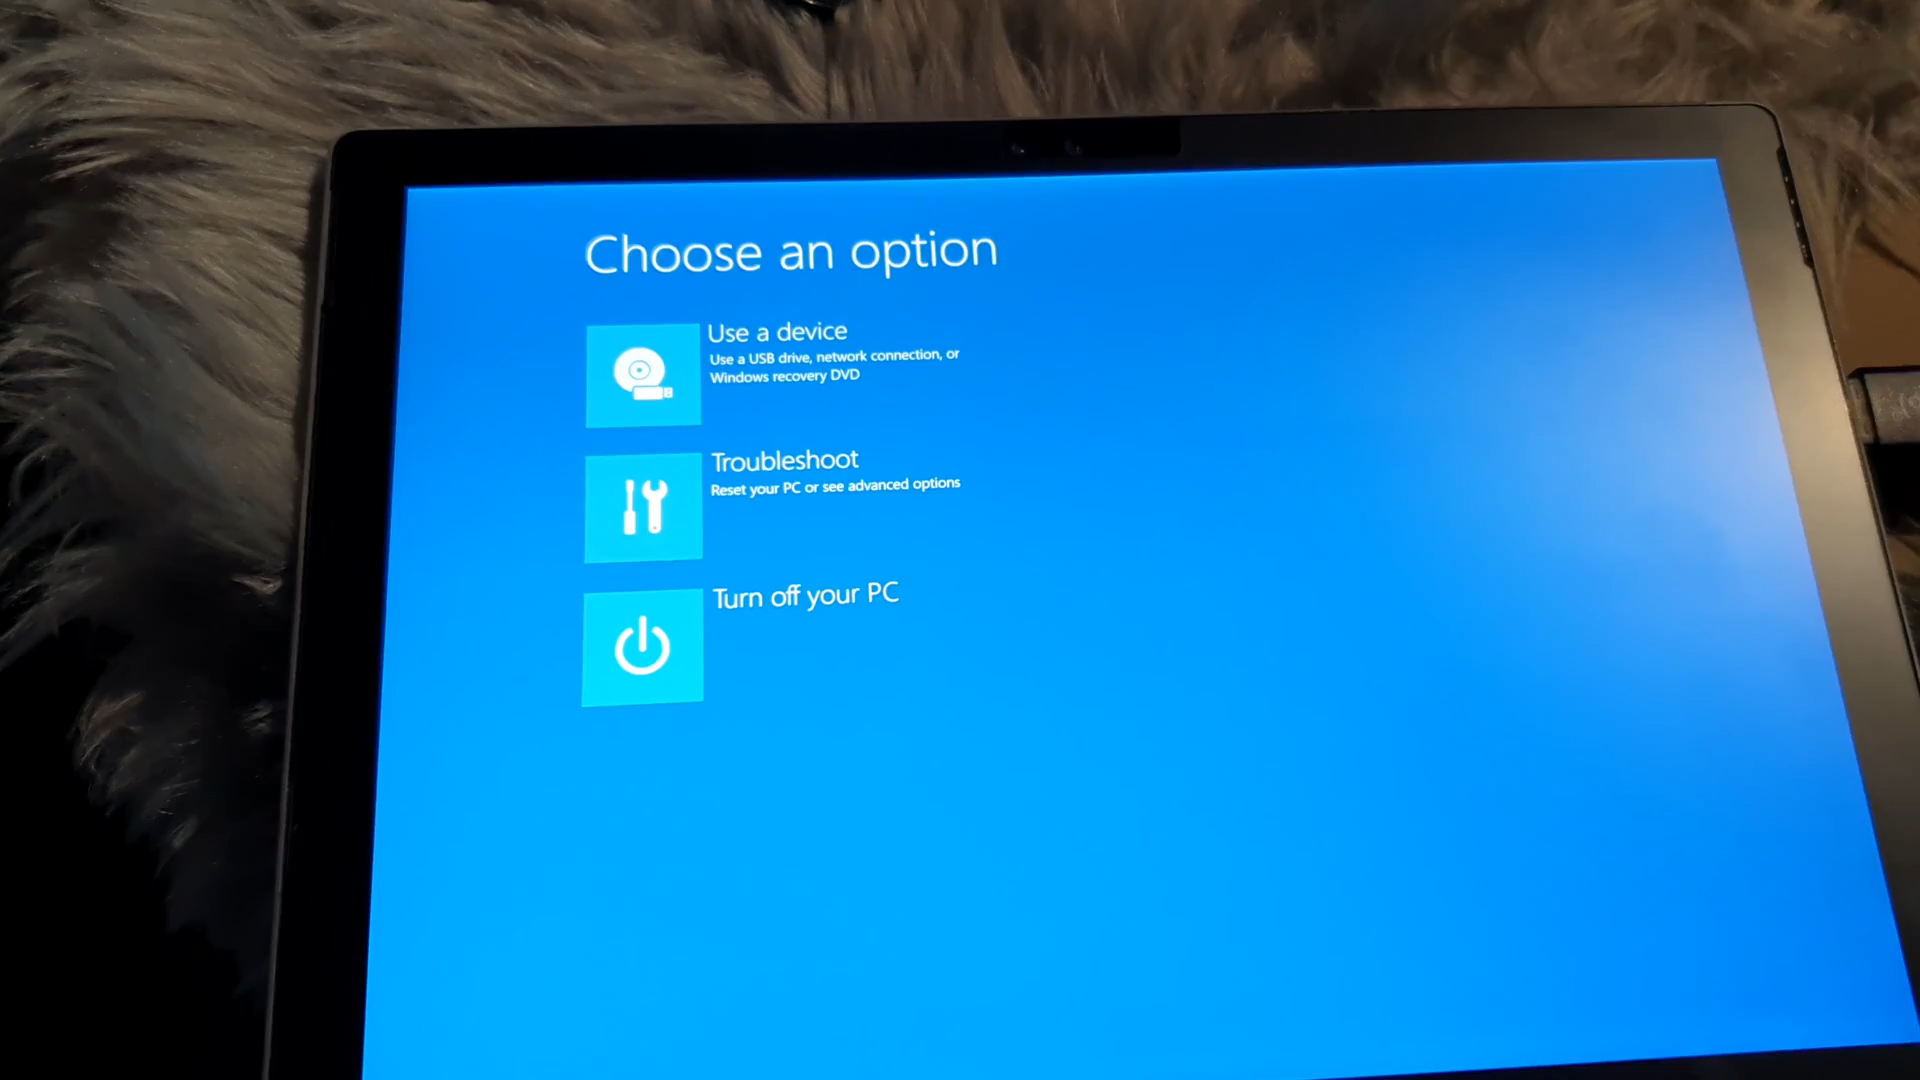 Choose an option
Use a device
Use a USB drive, network connection, or
Windows recovery DVD
Troubleshoot
Reset your PC or see advanced options
Turn off your PC